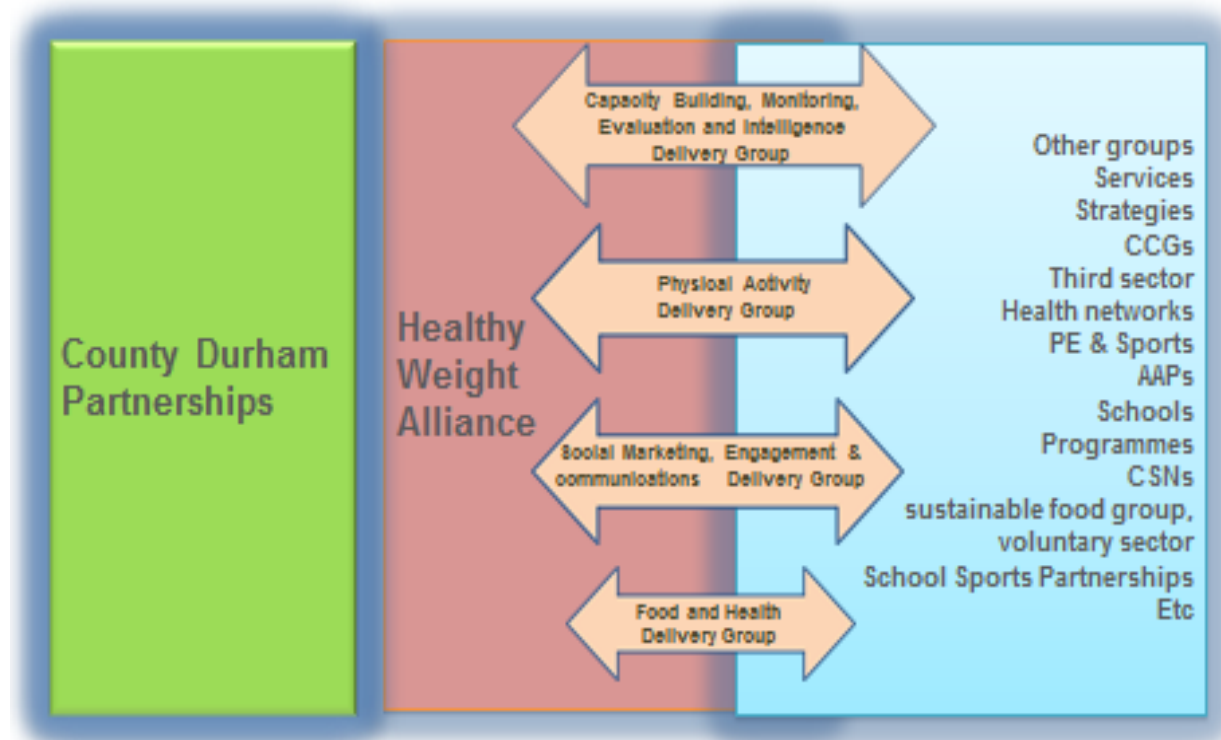 County Durham
Partnerships
Healthy
Weight
Alliance
Capacity Building, Monitoring,
Evaluation and Intelligence
Delivery Group
Physical Activity
Delivery Group
Social Marketing, Engagement &
communications Delivery Group
Food and Health
Delivery Group
Other groups
Services
Strategies
CCGs
Third sector
Health networks
PE & Sports
AAPs
Schools
Programmes
CSNs
sustainable food group,
voluntary sector
School Sports Partnerships
Etc